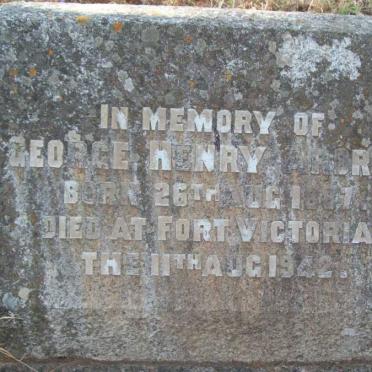 IN MEMORY OF
GEORGE HENRY
BORN 26TH AUG
DIED AT FORT VICTORIA
THE 11TH AUG 1942.